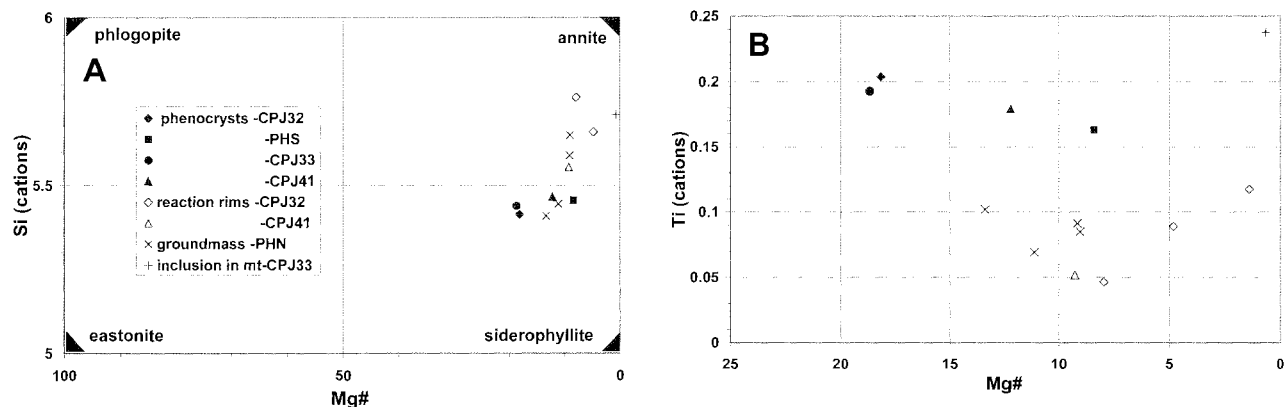 6
phlogopite
annite
A
phenocrysts -CPJ32
-PHS
-CPJ33
-CPJ41
reaction rims -CPJ32
-CPJ41
groundmass -PHN
inclusion in mt-CPJ33
5.5
Si (cations)
eastonite
siderophyllite
5
100
50
0
Mg#
B
0.25
0.2
0.15
0.1
0.05
0
Ti (cations)
25
20
15
10
5
0
Mg#